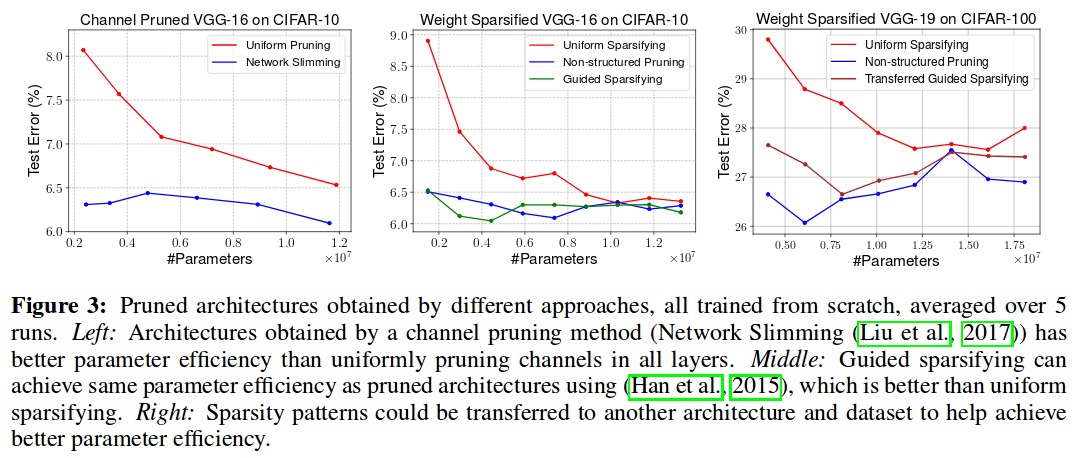 Channel Pruned VGG-16 on CIFAR-10
Uniform Pruning
Network Slimming
8.0
7.5
7.0
6.5
6.0
Test Error (%)
0.2 0.4 0.6 0.8 1.0 1.2
#Parameters
×10⁷
Weight Sparsified VGG-16 on CIFAR-10
Uniform Sparsifying
Non-structured Pruning
Guided Sparsifying
9.0
8.5
8.0
7.5
7.0
6.5
6.0
Test Error (%)
0.2 0.4 0.6 0.8 1.0 1.2
#Parameters
×10⁷
Weight Sparsified VGG-19 on CIFAR-100
Uniform Sparsifying
Non-structured Pruning
Transferred Guided Sparsifying
30
29
28
27
26
Test Error (%)
0.50 0.75 1.00 1.25 1.50 1.75
#Parameters
×10⁷
Figure 3: Pruned architectures obtained by different approaches, all trained from scratch, averaged over 5
runs. Left: Architectures obtained by a channel pruning method (Network Slimming (Liu et al., 2017)) has
better parameter efficiency than uniformly pruning channels in all layers. Middle: Guided sparsifying can
achieve same parameter efficiency as pruned architectures using (Han et al., 2015), which is better than uniform
sparsifying. Right: Sparsity patterns could be transferred to another architecture and dataset to help achieve
better parameter efficiency.